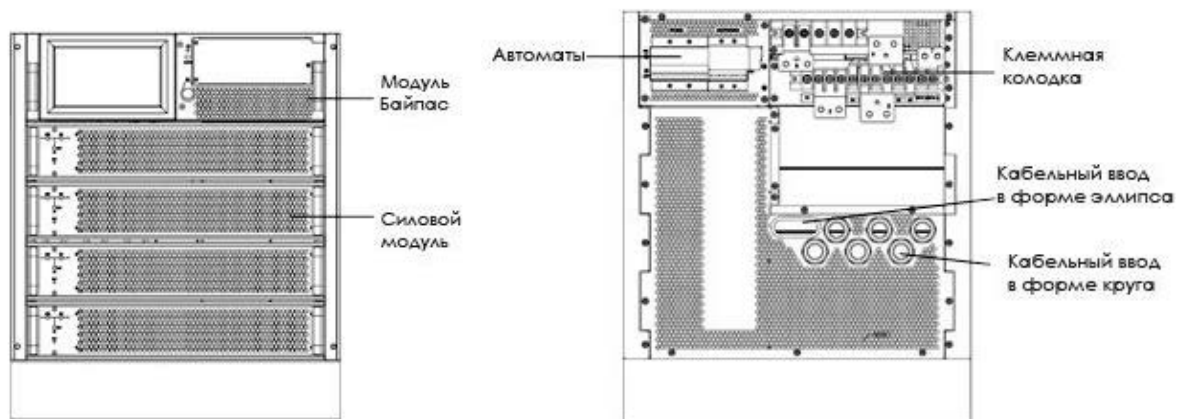 Модуль
Байпас
Силовой
модуль
Автоматы
Клеммная
колодка
Кабельный ввод
в форме эллипса
Кабельный ввод
в форме круга